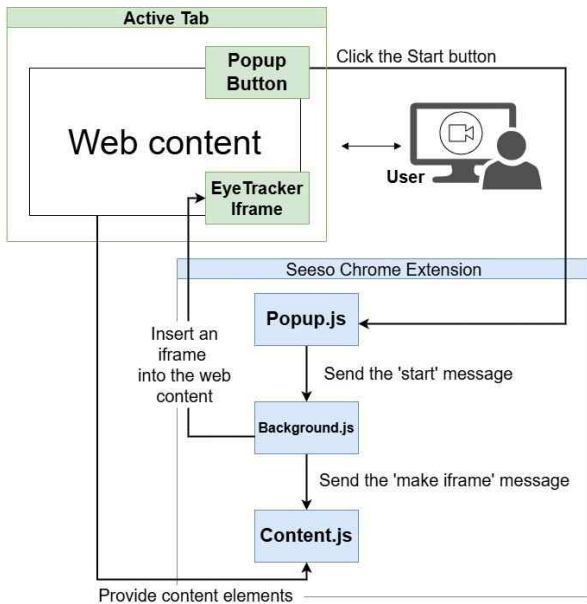 Active Tab
Popup
Button
Click the Start button
Web content
User
EyeTracker
Iframe
Seeso Chrome Extension
Popup.js
Insert an
iframe
into the web
content
Send the 'start' message
Background.js
Send the 'make iframe' message
Content.js
Provide content elements